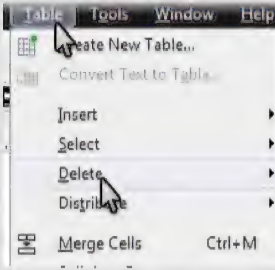 Table Tools Window Help
Create New Table...
Convert Text to Table...
Insert
Select
Delete
Distribute
Merge Cells Ctrl+M